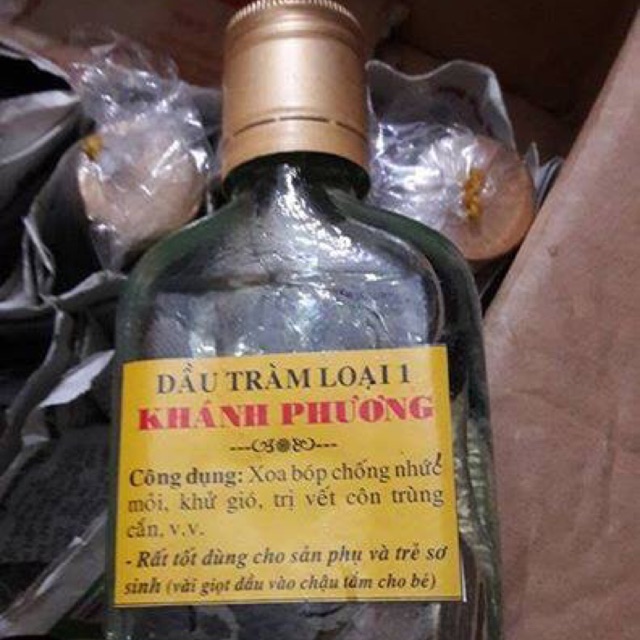 DẦU TRÀM LOẠI 1
KHÁNH PHƯƠNG
Công dụng: Xoa bóp chống nhức
mỏi, khử gió, trị vết côn trùng
cắn, v.v.
- Rất tốt dùng cho sản phụ và trẻ sơ
sinh (vài giọt dầu vào chậu tắm cho bé)